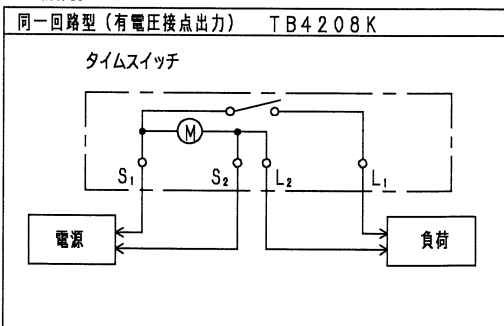 同一回路型（有電圧接点出力） TB4208K
タイムスイッチ
M
S₁ S₂ L₂ L₁
電源 負荷